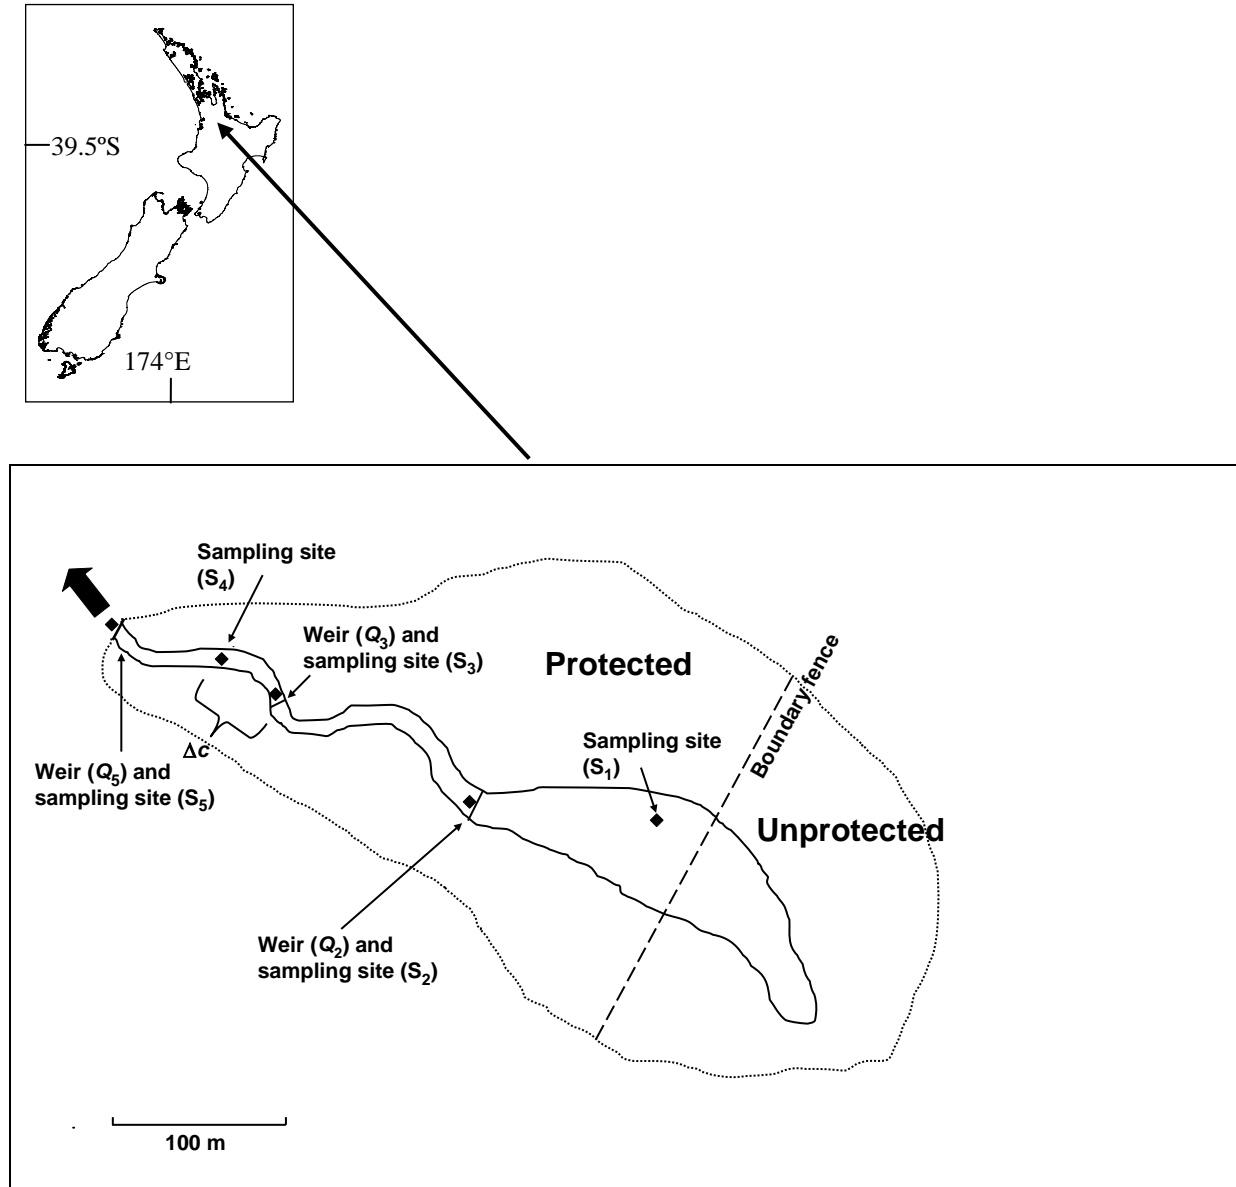 39.5ºS
174°E
Sampling site
(S4)
Weir (Q3) and
sampling site (S3)
Protected
Boundary fence
Sampling site
(S1)
Δc
Weir (Q5) and
sampling site (S5)
Unprotected
Weir (Q2) and
sampling site (S2)
100 m